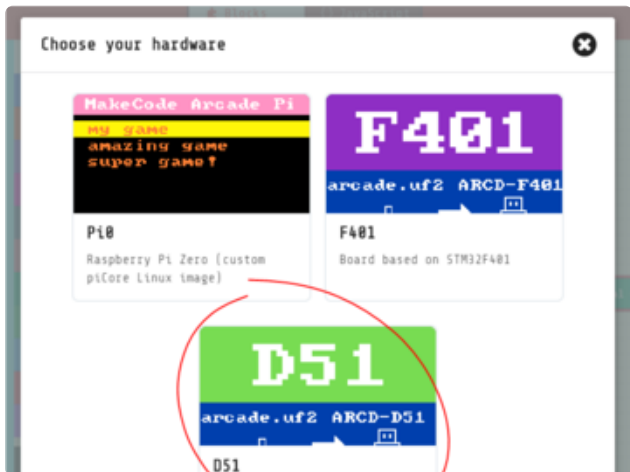 Choose your hardware
MakeCode Arcade Pi
my game
amazing game
super game!
F401
arcade.uf2 ARCD-F401
Pi0
Raspberry Pi Zero (custom
piCore Linux image)
F401
Board based on STM32F401
D51
arcade.uf2 ARCD-D51
D51